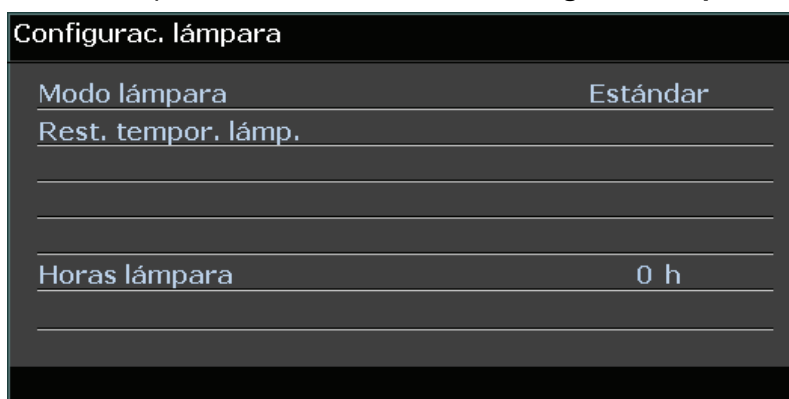 Configurac. lámpara
Modo lámpara Estándar
Rest. tempor. lámp.
Horas lámpara 0 h